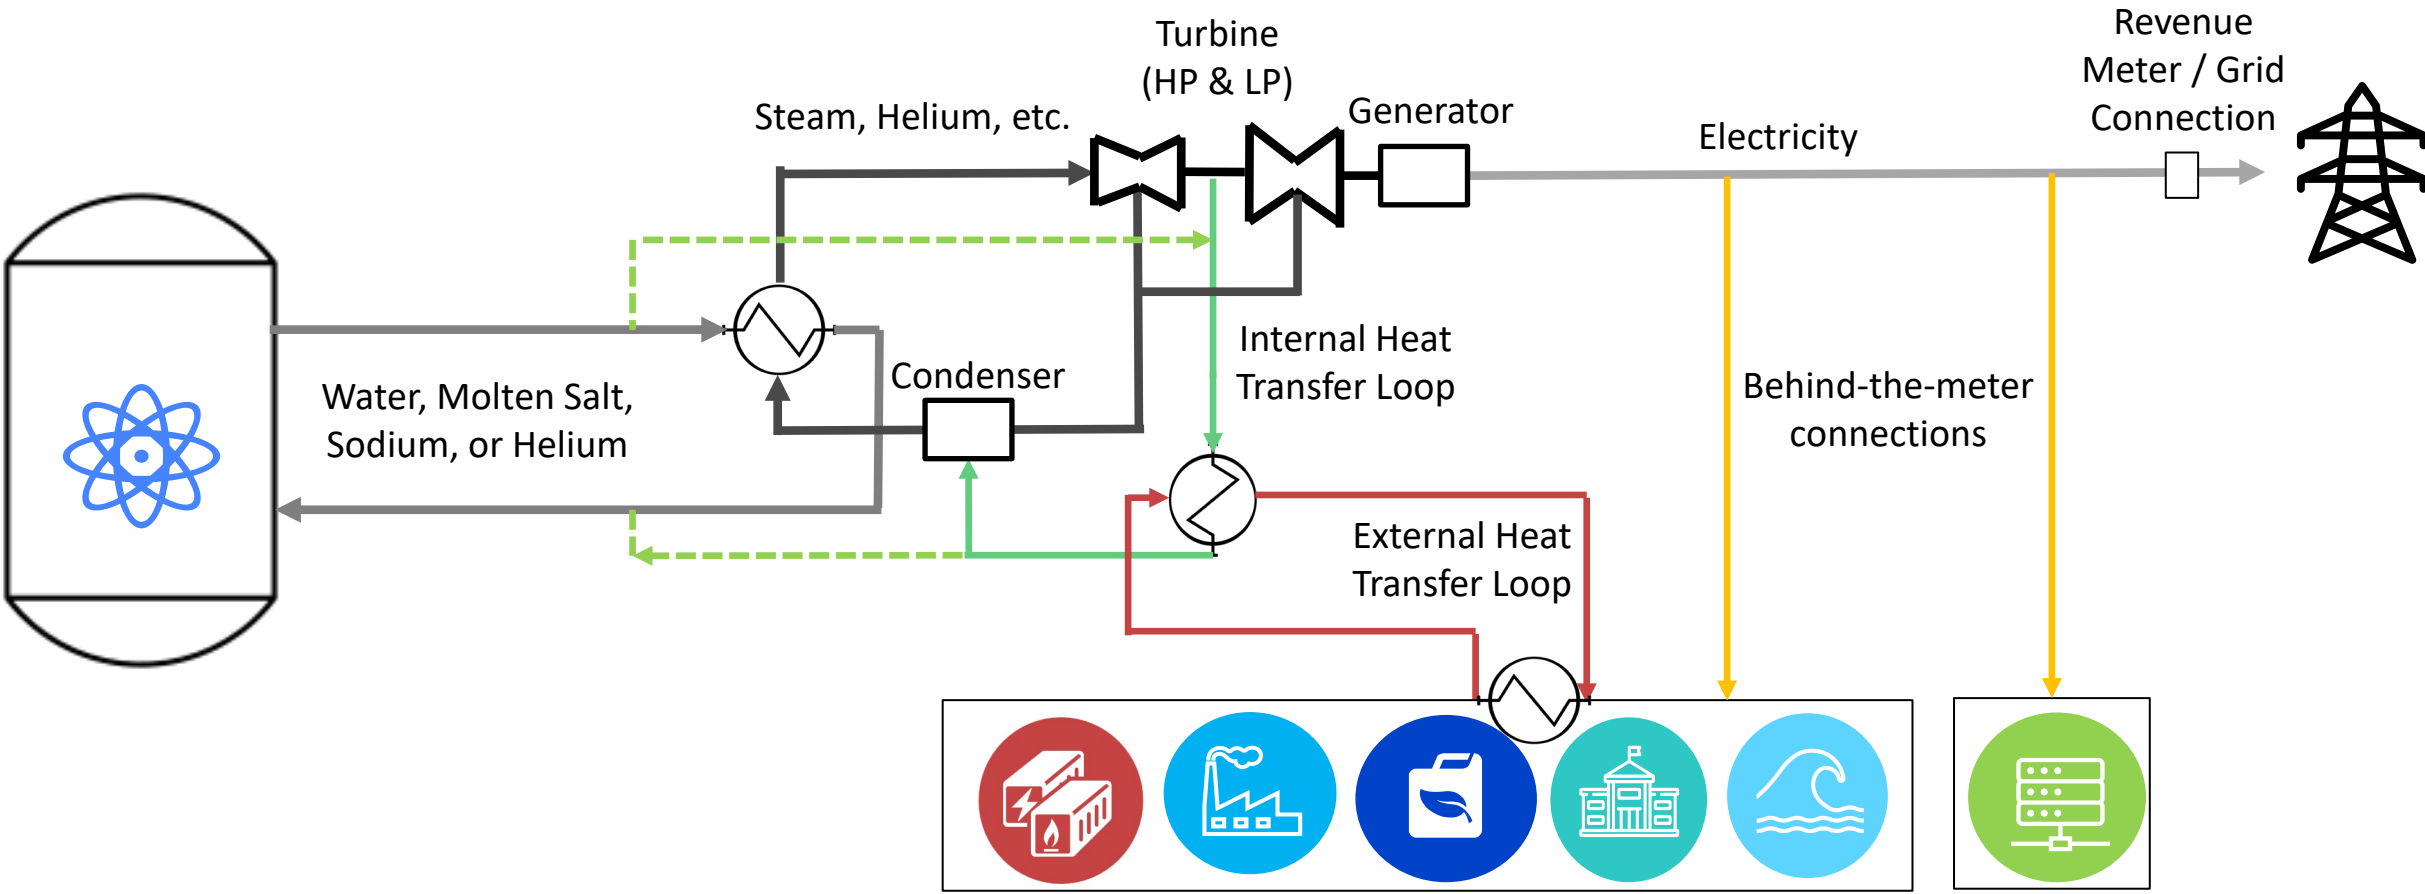 Revenue
Meter / Grid
Connection
Turbine
(HP & LP)
Steam, Helium, etc.
Generator
Electricity
Internal Heat
Transfer Loop
Condenser
Water, Molten Salt,
Sodium, or Helium
Behind-the-meter
connections
External Heat
Transfer Loop